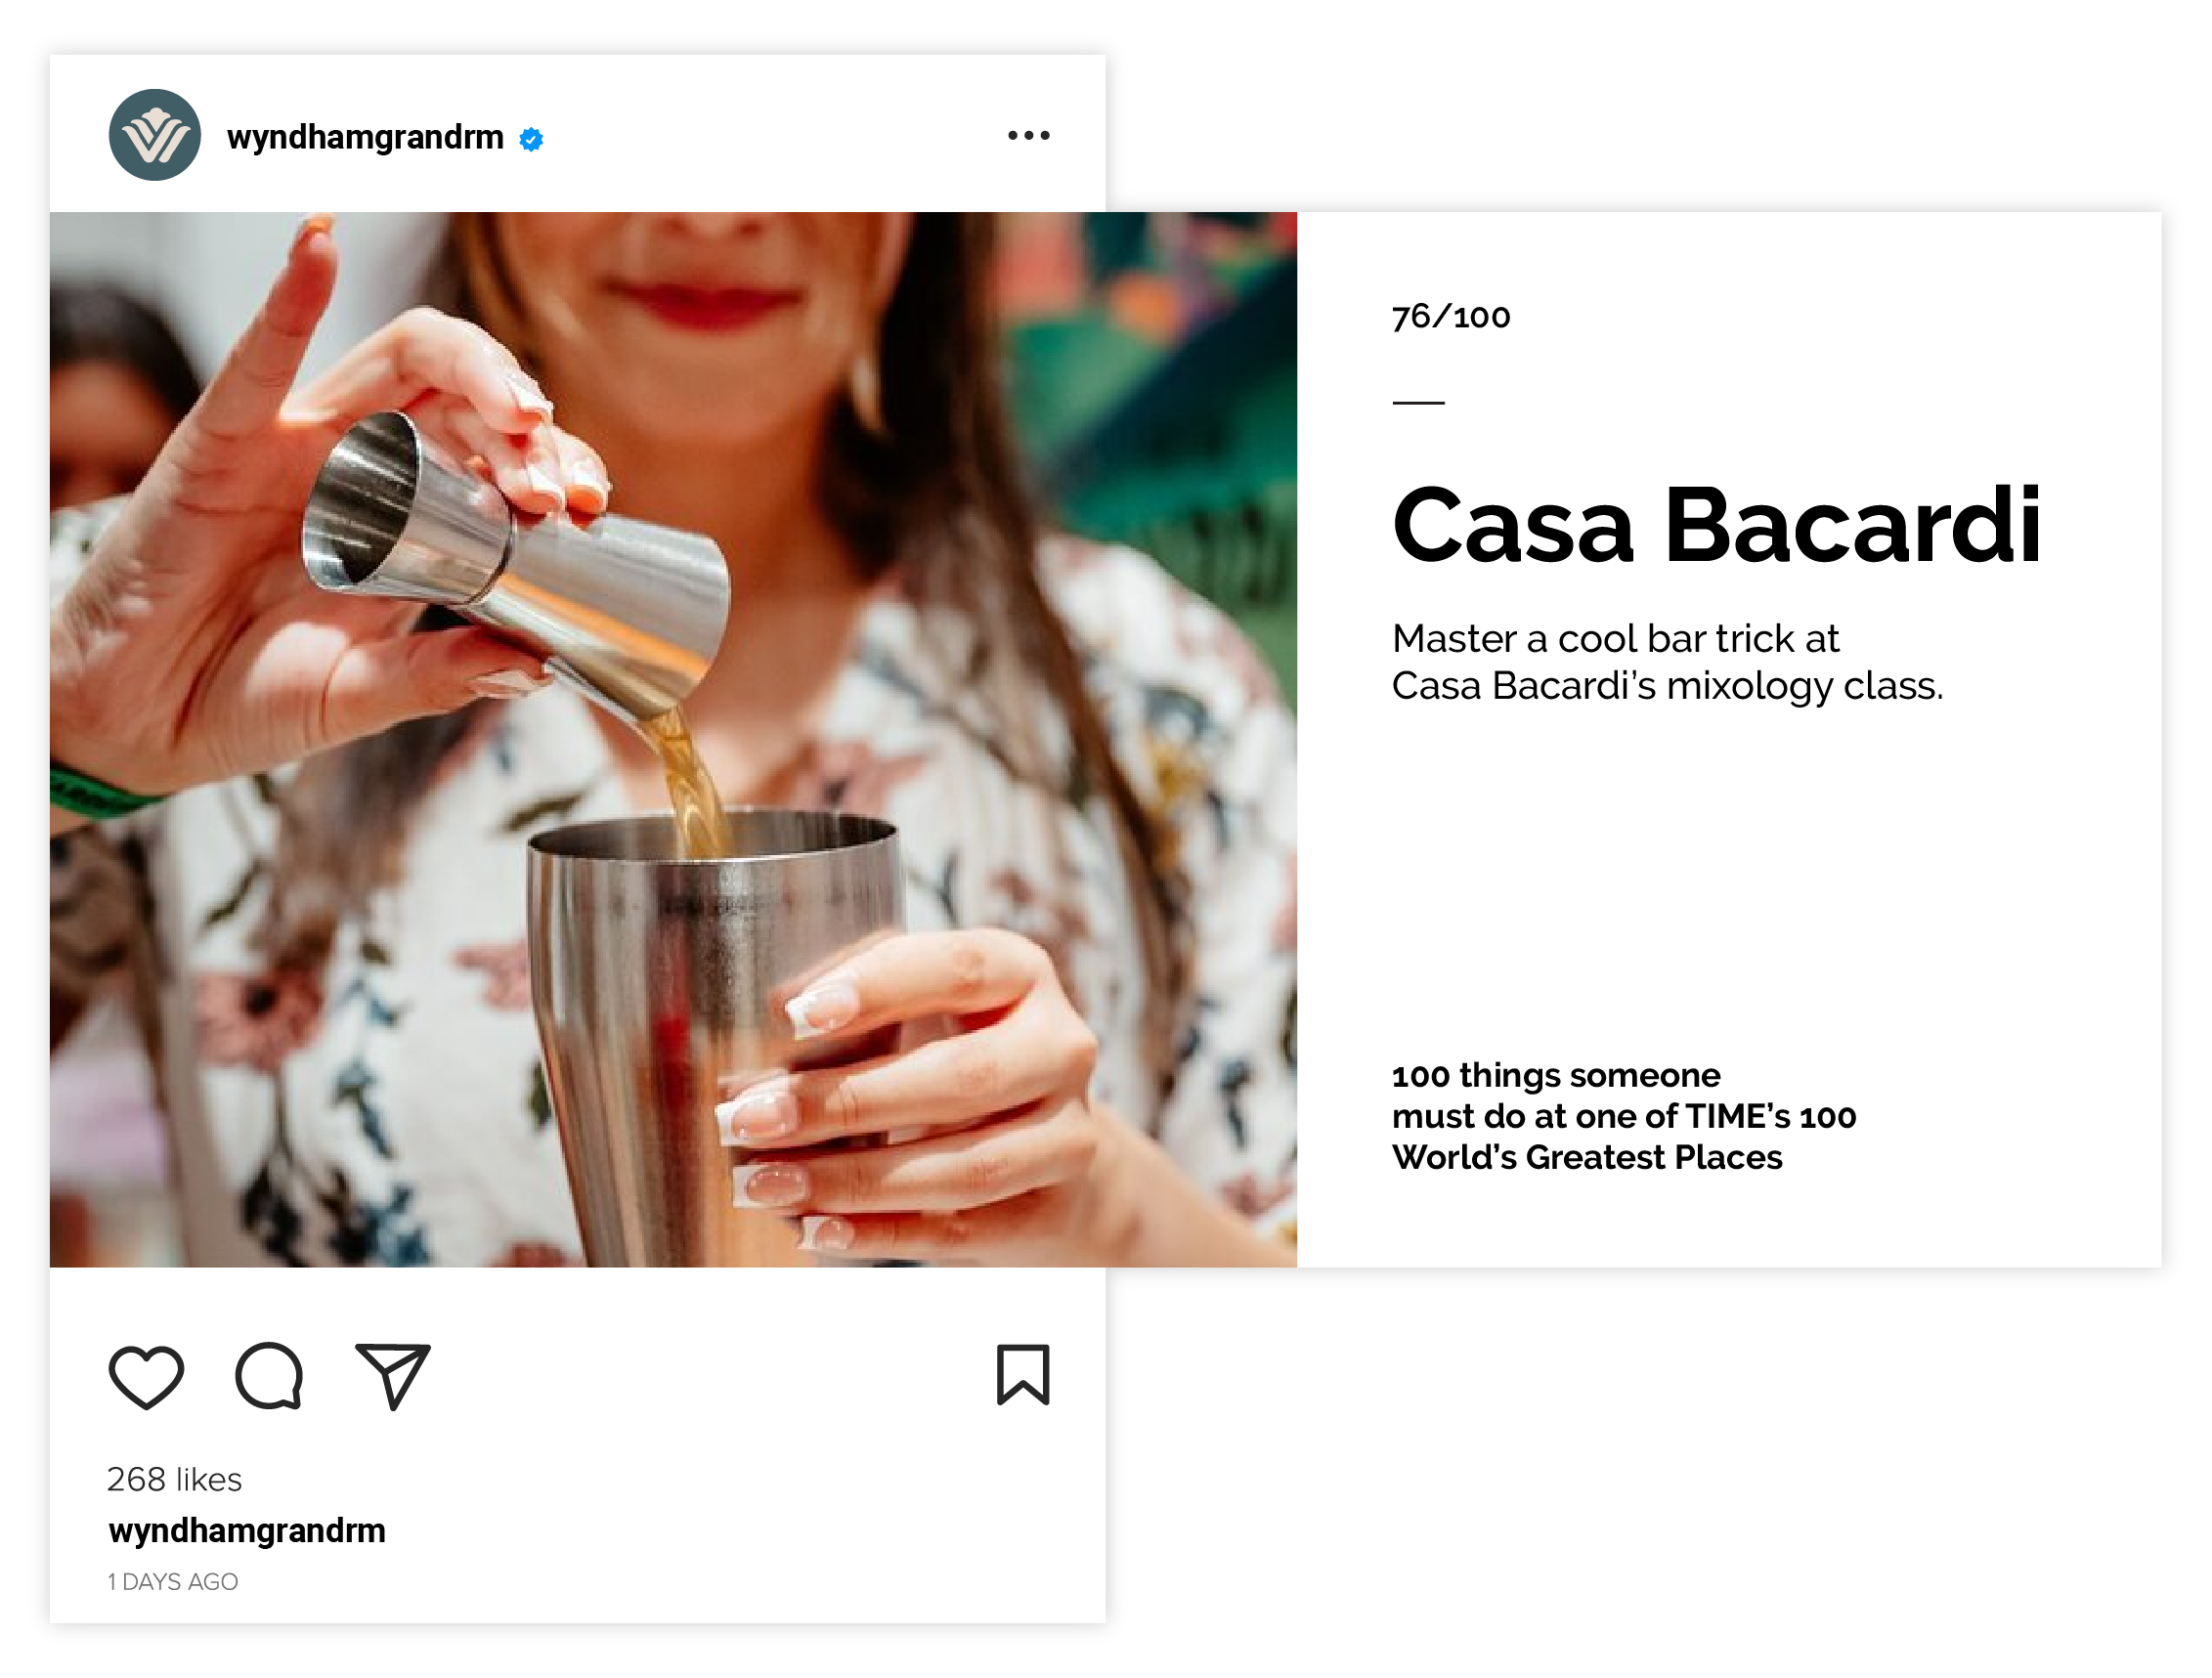 wyndhamgrandrm
76/100
Casa Bacardi
Master a cool bar trick at
Casa Bacardi’s mixology class.
100 things someone
must do at one of TIME’s 100
World’s Greatest Places
268 likes
wyndhamgrandrm
1 DAYS AGO